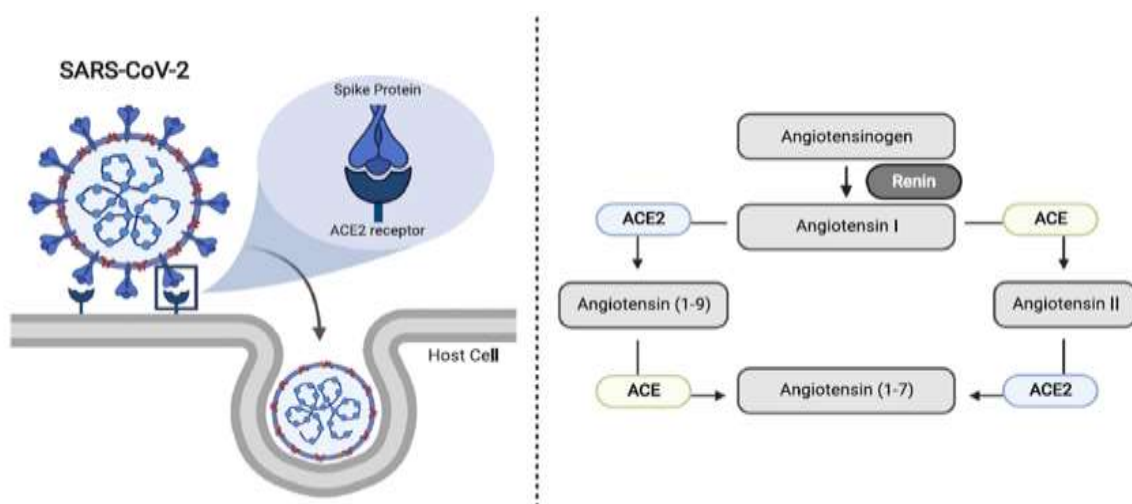 SARS-CoV-2
Spike Protein
ACE2 receptor
Host Cell
Angiotensinogen
Renin
ACE2
Angiotensin I
ACE
Angiotensin (1-9)
Angiotensin II
ACE
Angiotensin (1-7)
ACE2